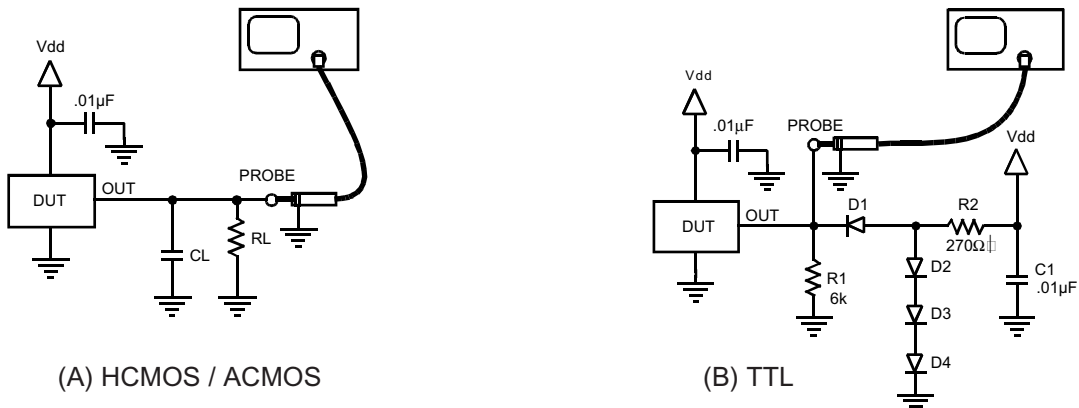 Vdd
.01µF
DUT
OUT
PROBE
CL
RL
(A) HCMOS / ACMOS
Vdd
.01µF
PROBE
Vdd
DUT
OUT
D1
R2
270Ω
R1
6k
D2
C1
.01µF
D3
D4
(B) TTL